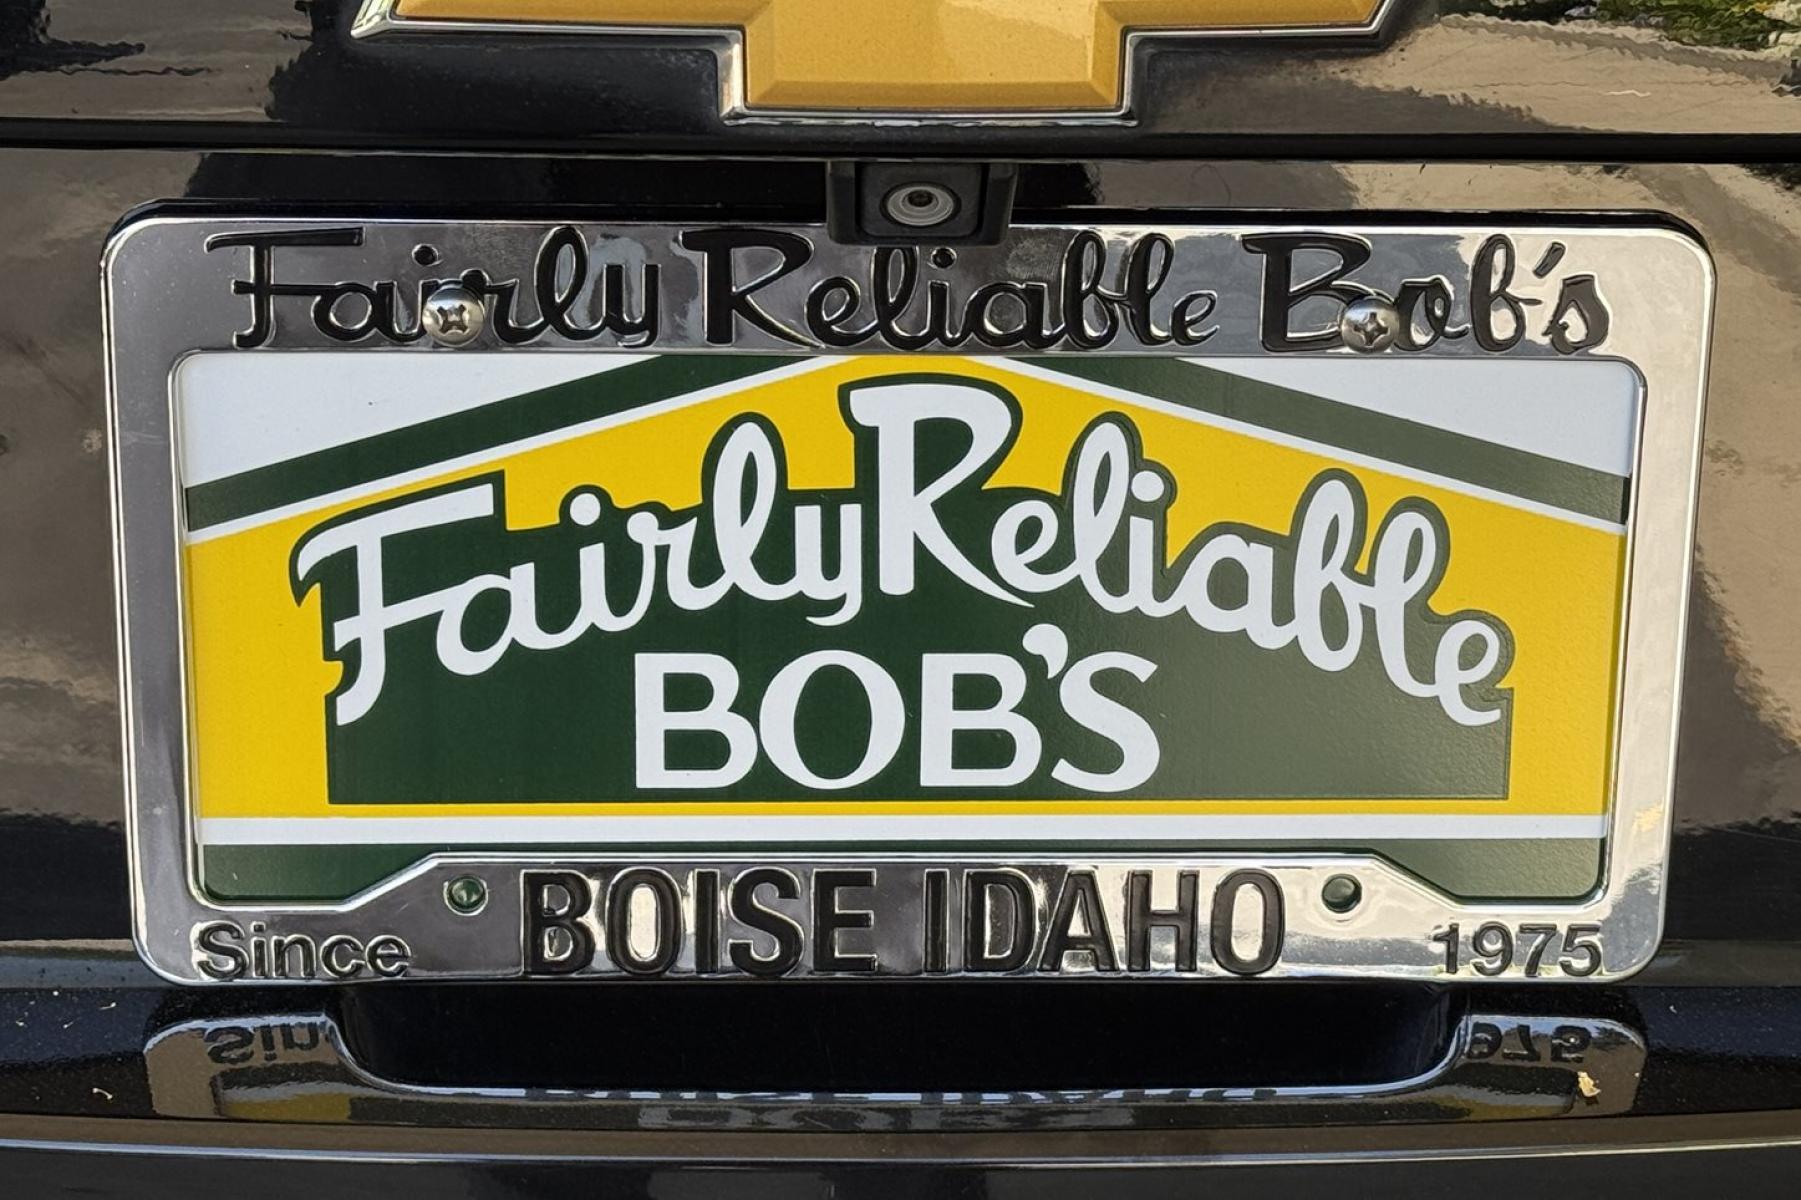 Fairly Reliable Bob's
Fairly Reliable
BOB'S
Since BOISE IDAHO 1975